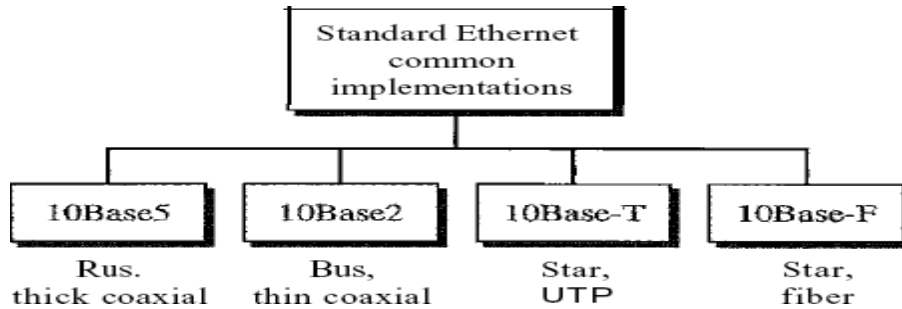 Standard Ethernet
common
implementations
10Base5
10Base2
10Base-T
10Base-F
Rus.
thick coaxial
Bus,
thin coaxial
Star,
UTP
Star,
fiber